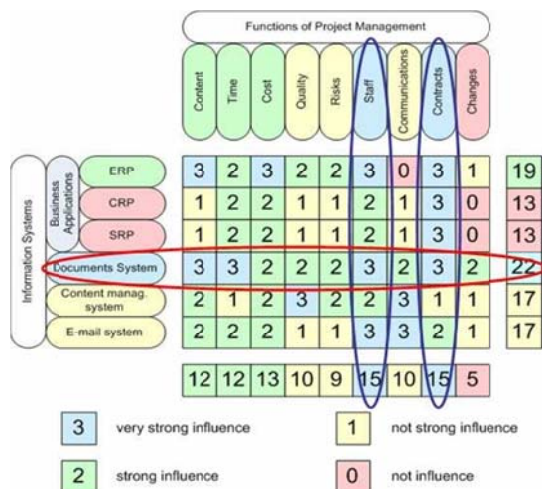 Functions of Project Management
Content Time Cost Quality Risks Staff Communications Contracts Changes
Information Systems
Business Applications
ERP 3 2 3 2 2 3 0 3 1 19
CRP 1 2 2 1 1 2 1 3 0 13
SRP 1 2 2 1 1 2 1 3 0 13
Documents System 3 3 2 2 2 3 2 3 2 22
Content manag. system 2 1 2 3 2 2 3 1 1 17
E-mail system 2 2 2 1 1 3 3 2 1 17
12 12 13 10 9 15 10 15 5
3 very strong influence 1 not strong influence
2 strong influence 0 not influence